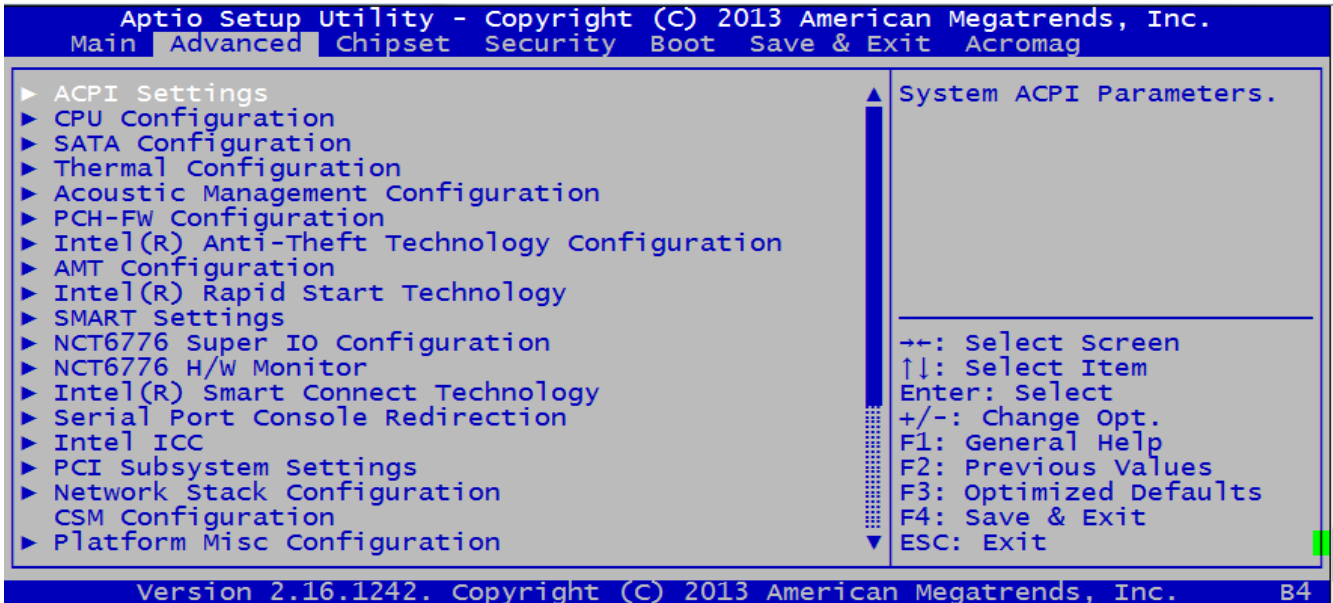 Aptio Setup Utility - Copyright (C) 2013 American Megatrends, Inc.
Main Advanced Chipset Security Boot Save & Exit Acromag
► ACPI Settings
► CPU Configuration
► SATA Configuration
► Thermal Configuration
► Acoustic Management Configuration
► PCH-FW Configuration
► Intel(R) Anti-Theft Technology Configuration
► AMT Configuration
► Intel(R) Rapid Start Technology
► SMART Settings
► NCT6776 Super IO Configuration
► NCT6776 H/W Monitor
► Intel(R) Smart Connect Technology
► Serial Port Console Redirection
► Intel ICC
► PCI Subsystem Settings
► Network Stack Configuration
CSM Configuration
► Platform Misc Configuration
System ACPI Parameters.
→←: Select Screen
↑↓: Select Item
Enter: Select
+/-: Change Opt.
F1: General Help
F2: Previous Values
F3: Optimized Defaults
F4: Save & Exit
ESC: Exit
Version 2.16.1242. Copyright (C) 2013 American Megatrends, Inc.
B4